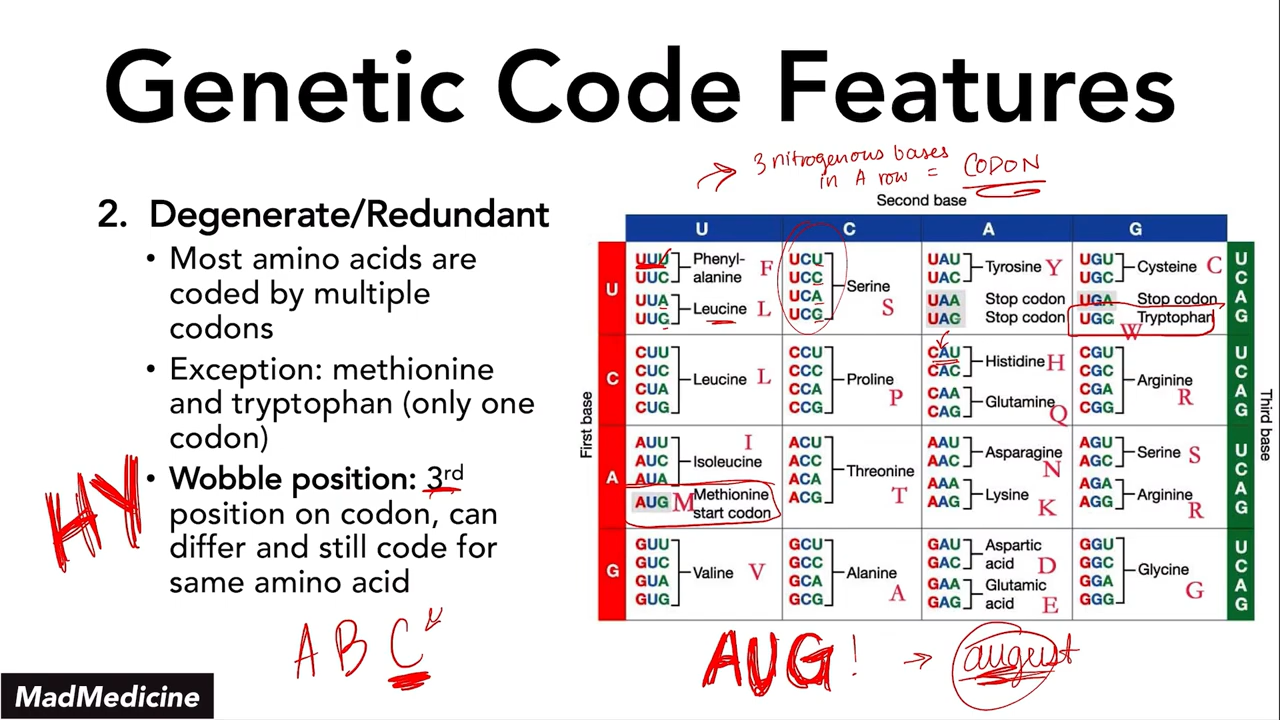 Genetic Code Features
→ 3 nitrogenous bases
in A row = CODON
2. Degenerate/Redundant
• Most amino acids are
coded by multiple
codons
• Exception: methionine
and tryptophan (only one
codon)
HY
• Wobble position: 3rd
position on codon, can
differ and still code for
same amino acid
A B C
MadMedicine
Second base
U C A G
First base
Third base
U
UUU Phenyl- F UCU UAU Tyrosine Y UGU Cysteine C U
UUC alanine UCC Serine S UAC UGC C
UUA Leucine L UCA UAA Stop codon UGA Stop codon A
UUG UCG UAG Stop codon UGG Tryptophan W G
C
CUU CCU CAU Histidine H CGU U
CUC Leucine L CCC Proline P CAC CGC Arginine R C
CUA CCA CAA Glutamine Q CGA A
CUG CCG CAG CGG G
A
AUU I ACU AAU Asparagine N AGU Serine S U
AUC Isoleucine ACC Threonine T AAC AGC C
AUA ACA AAA Lysine K AGA Arginine R A
AUG M Methionine ACG AAG AGG G
start codon
G
GUU GCU GAU Aspartic GGU U
GUC Valine V GCC Alanine A GAC acid D GGC Glycine G C
GUA GCA GAA Glutamic GGA A
GUG GCG GAG acid E GGG G
AUG! → august